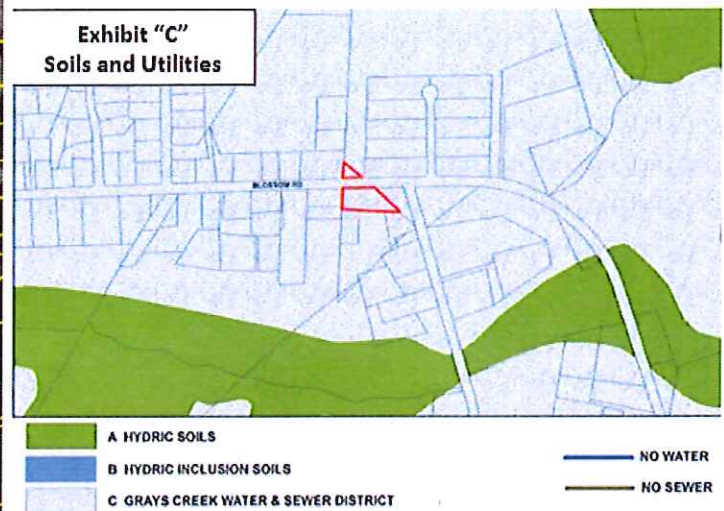 Exhibit “C”
Soils and Utilities
BLOSSOM RD
A HYDRIC SOILS
B HYDRIC INCLUSION SOILS
C GRAYS CREEK WATER & SEWER DISTRICT
NO WATER
NO SEWER